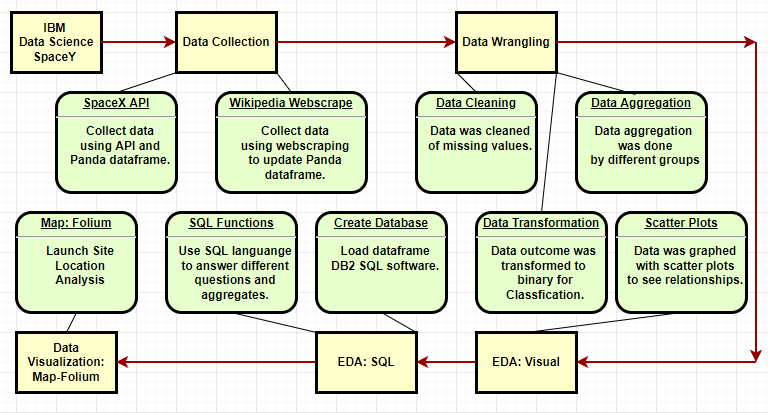 IBM
Data Science
SpaceY
Data Collection
Data Wrangling
SpaceX API
Collect data
using API and
Panda dataframe.
Wikipedia Webscrape
Collect data
using webscraping
to update Panda
dataframe.
Data Cleaning
Data was cleaned
of missing values.
Data Aggregation
Data aggregation
was done
by different groups
Map: Folium
Launch Site
Location
Analysis
SQL Functions
Use SQL languange
to answer different
questions and
aggregates.
Create Database
Load dataframe
DB2 SQL software.
Data Transformation
Data outcome was
transformed to
binary for
Classfication.
Scatter Plots
Data was graphed
with scatter plots
to see relationships.
Data
Visualization:
Map-Folium
EDA: SQL
EDA: Visual